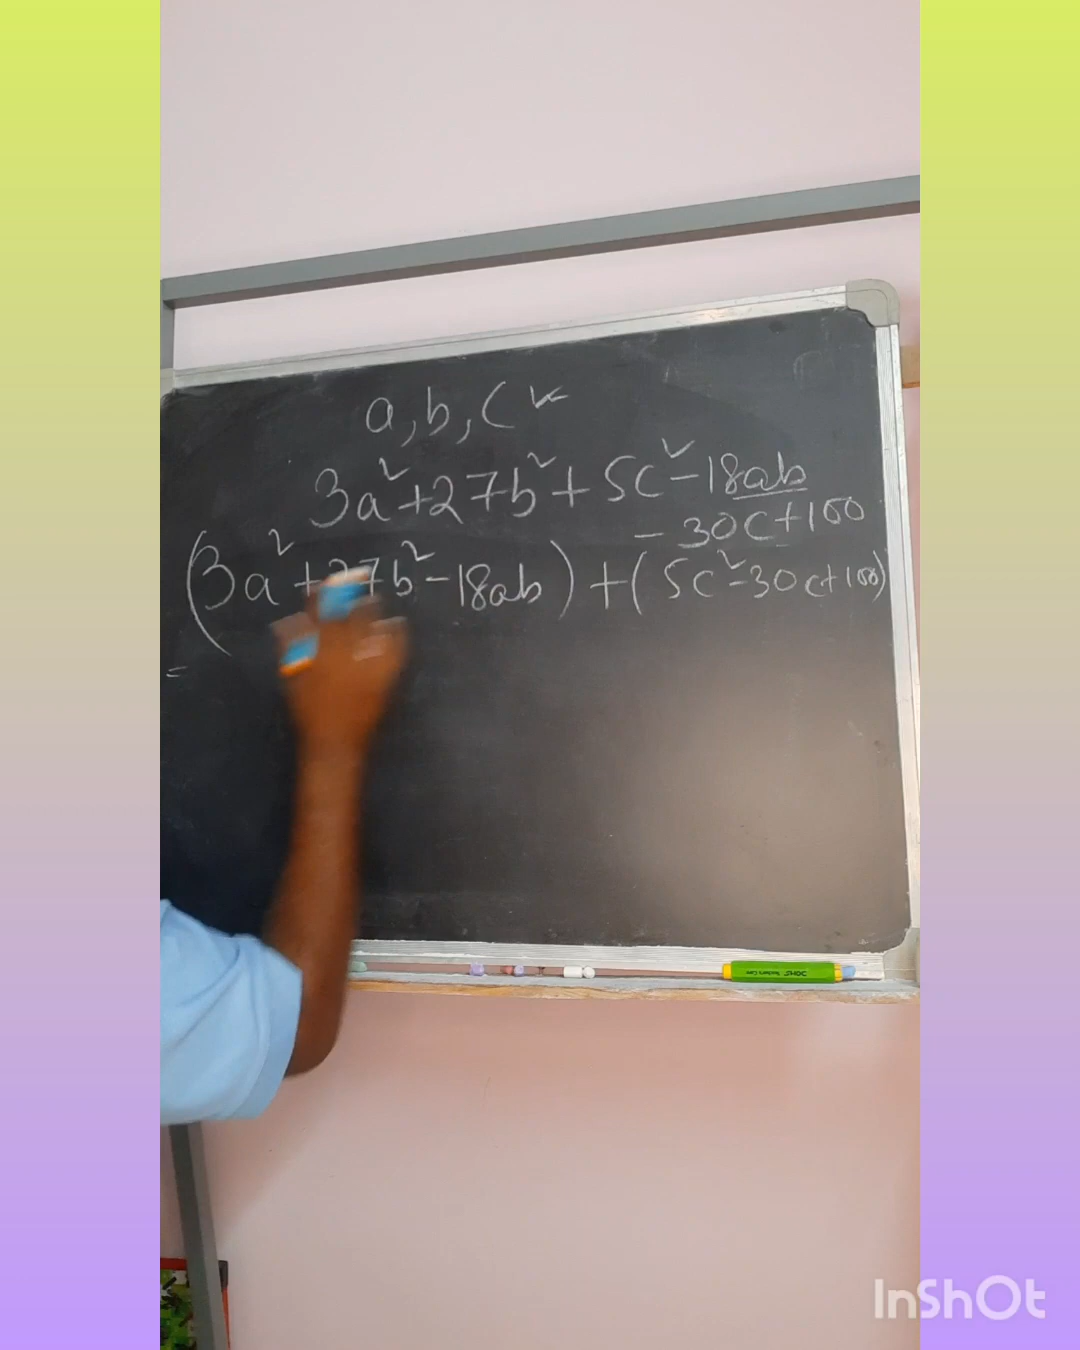 a, b, c
3a²+27b²+5c²-18ab
-30c+100
(3a²+27b²-18ab)+(5c²-30c+100)
=
InShOt